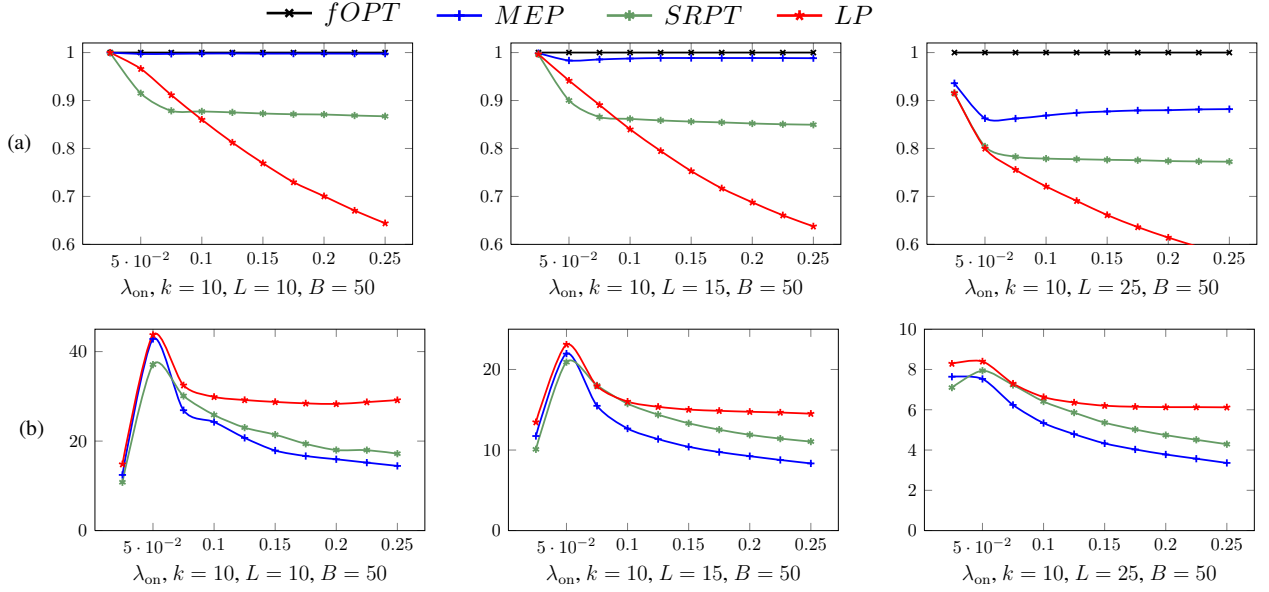 fOPT MEP SRPT LP
(a)
1
0.9
0.8
0.7
0.6
5 · 10⁻² 0.1 0.15 0.2 0.25
λon, k = 10, L = 10, B = 50
1
0.9
0.8
0.7
0.6
5 · 10⁻² 0.1 0.15 0.2 0.25
λon, k = 10, L = 15, B = 50
1
0.9
0.8
0.7
0.6
5 · 10⁻² 0.1 0.15 0.2 0.25
λon, k = 10, L = 25, B = 50
(b)
40
20
0
5 · 10⁻² 0.1 0.15 0.2 0.25
λon, k = 10, L = 10, B = 50
20
10
0
5 · 10⁻² 0.1 0.15 0.2 0.25
λon, k = 10, L = 15, B = 50
10
8
6
4
2
0
5 · 10⁻² 0.1 0.15 0.2 0.25
λon, k = 10, L = 25, B = 50